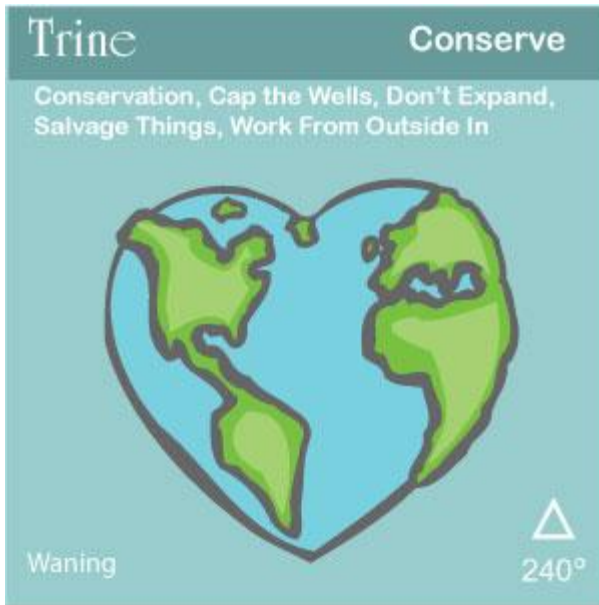 Trine
Conserve
Conservation, Cap the Wells, Don't Expand,
Salvage Things, Work From Outside In
Waning
240°